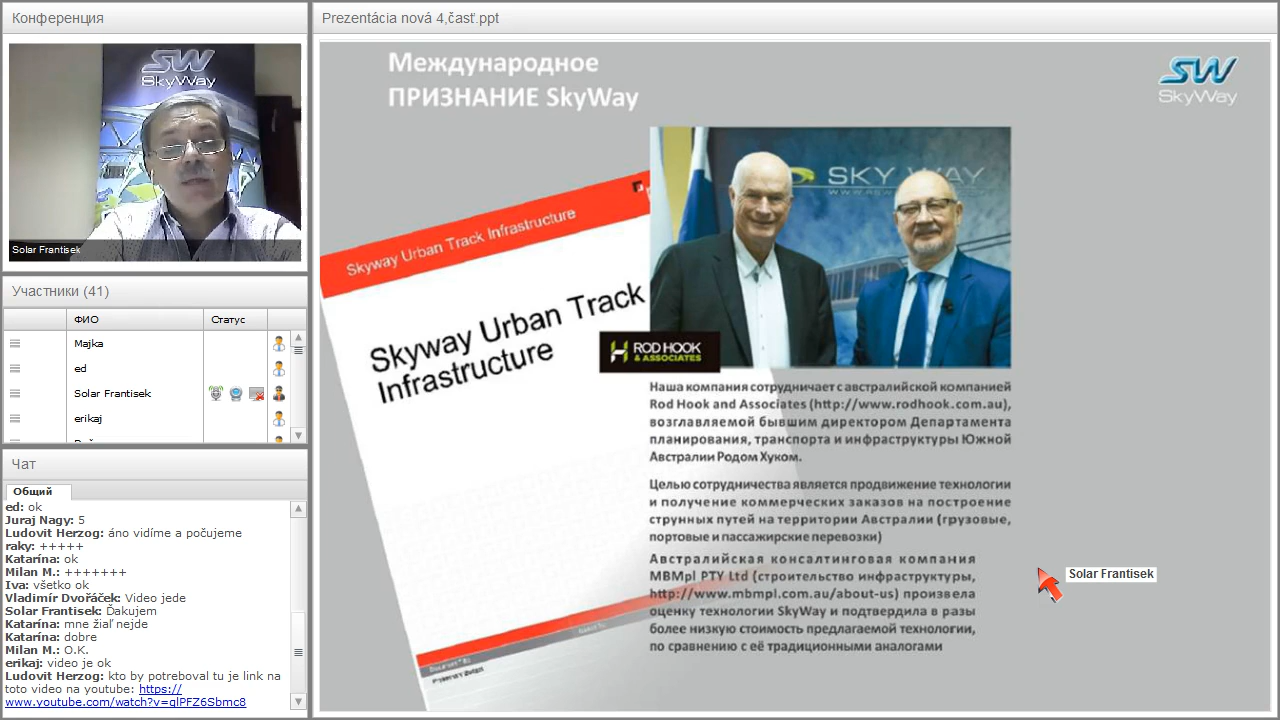 Конференция
SW
SkyWay
Solar Frantisek
Участники (41)
ФИО
Статус
Majka
ed
Solar Frantisek
erikaj
Чат
Общий
ed: ok
Juraj Nagy: 5
Ludovit Herzog: áno vidíme a počujeme
raky: +++++
Katarína: ok
Milan M.: +++++++
Iva: všetko ok
Vladimír Dvořáček: Video jede
Solar Frantisek: Ďakujem
Katarína: mne žiaľ nejde
Katarína: dobre
Milan M.: O.K.
erikaj: video je ok
Ludovit Herzog: kto by potreboval tu je link na
toto video na youtube: https://
www.youtube.com/watch?v=qlPFZ6Sbmc8
Prezentácia nová 4,časť.ppt
Международное
ПРИЗНАНИЕ SkyWay
SW
SkyWay
SKY WAY
Skyway Urban Track Infrastructure
Skyway Urban Track
Infrastructure
ROD HOOK
& ASSOCIATES
Наша компания сотрудничает с австралийской компанией
Rod Hook and Associates (http://www.rodhook.com.au),
возглавляемой бывшим директором Департамента
планирования, транспорта и инфраструктуры Южной
Австралии Родом Хуком.
Целью сотрудничества является продвижение технологии
и получение коммерческих заказов на построение
струнных путей на территории Австралии (грузовые,
портовые и пассажирские перевозки)
Австралийская консалтинговая компания
MBMpl PTY Ltd (строительство инфраструктуры,
http://www.mbmpl.com.au/about-us) произвела
оценку технологии SkyWay и подтвердила в разы
более низкую стоимость предлагаемой технологии,
по сравнению с её традиционными аналогами
Solar Frantisek